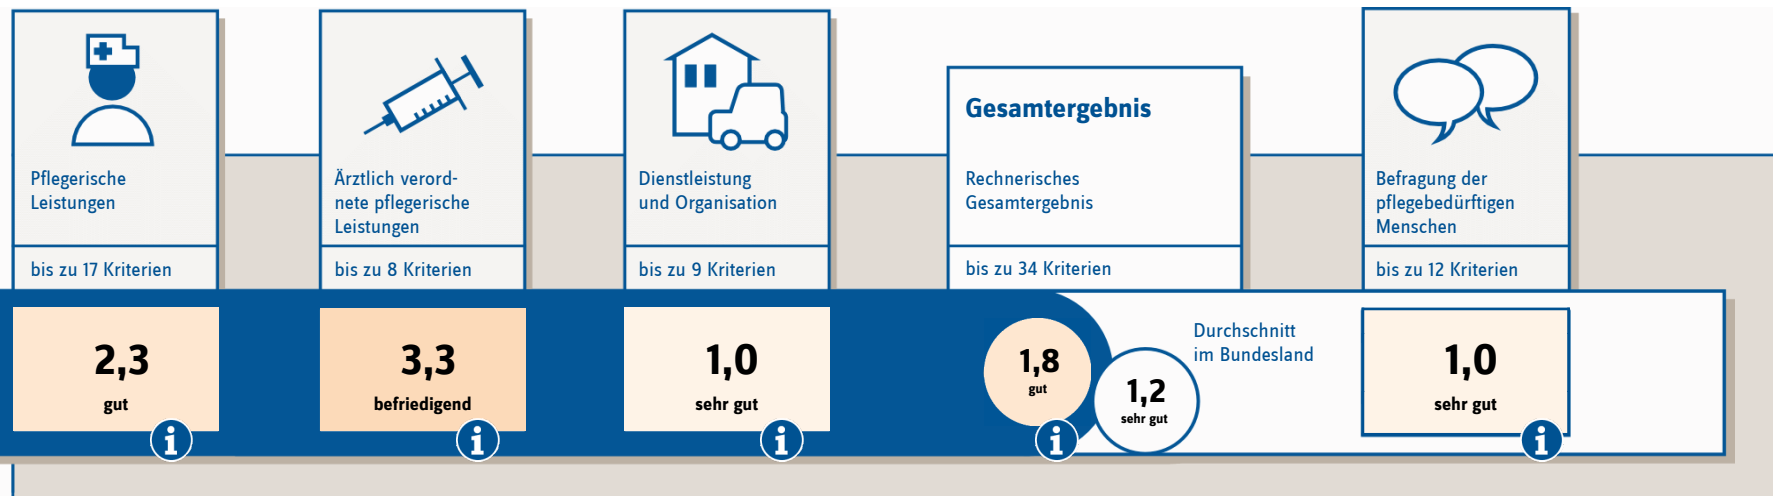 Pflegerische
Leistungen
bis zu 17 Kriterien
2,3
gut
i
Ärztlich verord-
nete pflegerische
Leistungen
bis zu 8 Kriterien
3,3
befriedigend
i
Dienstleistung
und Organisation
bis zu 9 Kriterien
1,0
sehr gut
i
Gesamtergebnis
Rechnerisches
Gesamtergebnis
bis zu 34 Kriterien
1,8
gut
i
1,2
sehr gut
Durchschnitt
im Bundesland
Befragung der
pflegebedürftigen
Menschen
bis zu 12 Kriterien
1,0
sehr gut
i